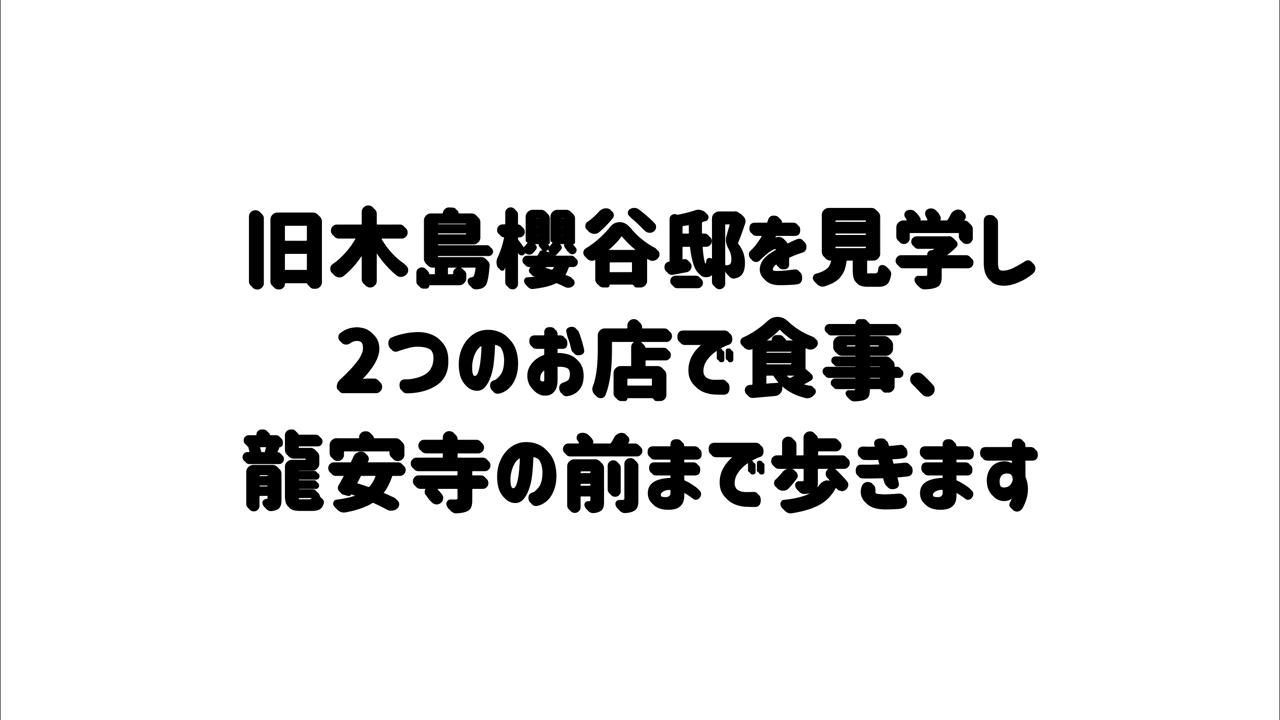 旧木島櫻谷邸を見学し
2つのお店で食事、
龍安寺の前まで歩きます